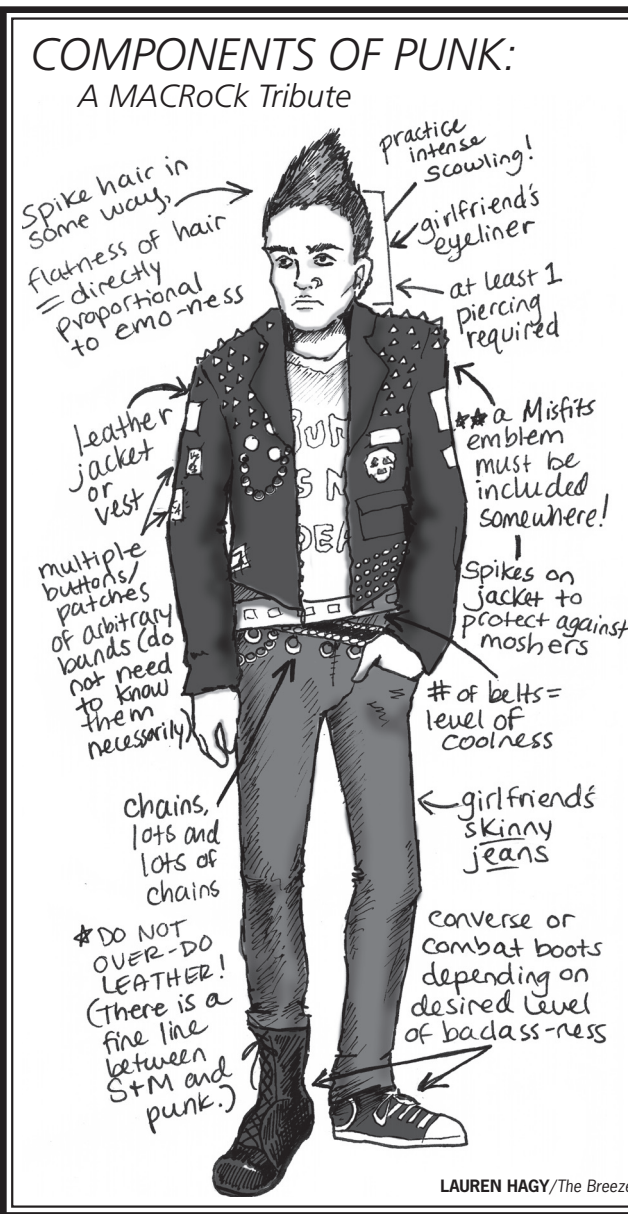 COMPONENTS OF PUNK:
A MACRoCk Tribute
Spike hair in
some way,
flatness of hair
= directly
proportional
to emo-ness
practice
intense
scowling!
girlfriend's
eyeliner
at least 1
piercing
required
leather
jacket
or
vest
** a Misfits
emblem
must be
included
somewhere!
multiple
buttons/
patches
of arbitrary
bands (do
not need
to know
them
necessarily)
Spikes on
jacket to
protect against
moshers
# of belts =
level of
coolness
girlfriend's
skinny
jeans
chains,
lots and
lots of
chains
*DO NOT
OVER-DO
LEATHER!
(There is a
fine line
between
S+M and
punk.)
converse or
combat boots
depending on
desired level
of badass-ness
LAUREN HAGY/The Breeze